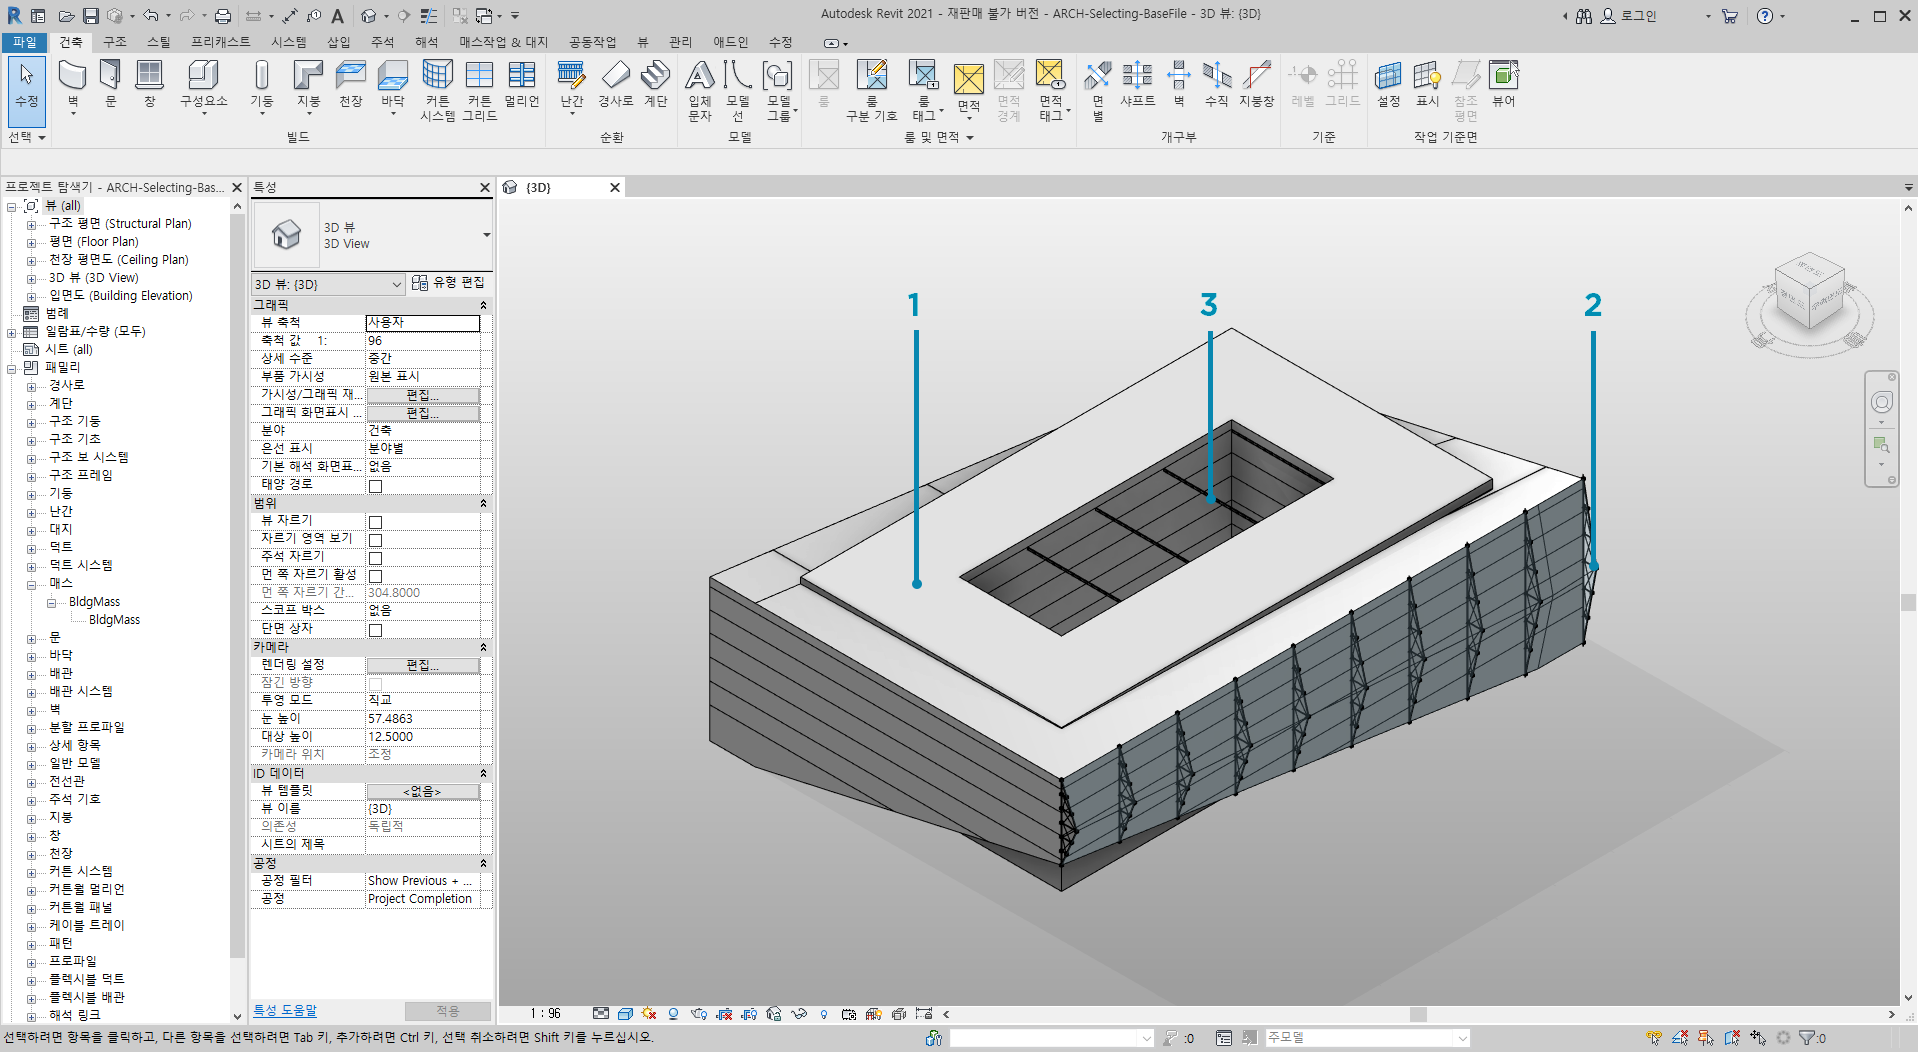 Autodesk Revit 2021 - 재판매 불가 버전 - ARCH-Selecting-BaseFile - 3D 뷰: {3D}
로그인
파일 건축 구조 스틸 프리캐스트 시스템 삽입 주석 해석 매스작업 & 대지 공동작업 뷰 관리 애드인 수정
수정 벽 문 창 구성요소 기둥 지붕 천장 바닥 커튼 시스템 커튼 그리드 멀리언 난간 경사로 계단 입체 문자 모델 선 모델 그룹 룸 룸 구분 기호 룸 태그 면적 면적 경계 면적 태그 면별 샤프트 벽 수직 지붕창 레벨 그리드 설정 표시 참조 평면 뷰어
선택 빌드 순환 모델 룸 및 면적 개구부 기준 작업 기준면
프로젝트 탐색기 - ARCH-Selecting-Bas...
뷰 (all)
구조 평면 (Structural Plan)
평면 (Floor Plan)
천장 평면도 (Ceiling Plan)
3D 뷰 (3D View)
입면도 (Building Elevation)
범례
일람표/수량 (모두)
시트 (all)
패밀리
경사로
계단
구조 기둥
구조 기초
구조 보 시스템
구조 프레임
기둥
난간
대지
덕트
덕트 시스템
매스
BldgMass
BldgMass
문
바닥
배관
배관 시스템
벽
분할 프로파일
상세 항목
일반 모델
전선관
주석 기호
지붕
창
천장
커튼 시스템
커튼월 멀리언
커튼월 패널
케이블 트레이
패턴
프로파일
플렉시블 덕트
플렉시블 배관
해석 링크
특성
3D 뷰
3D View
3D 뷰: {3D} 유형 편집
그래픽
뷰 축척 사용자
축척 값 1: 96
상세 수준 중간
부품 가시성 원본 표시
가시성/그래픽 재... 편집...
그래픽 화면표시 ... 편집...
분야 건축
은선 표시 분야별
기본 해석 화면표... 없음
태양 경로
범위
뷰 자르기
자르기 영역 보기
주석 자르기
먼 쪽 자르기 활성
먼 쪽 자르기 간... 304.8000
스코프 박스 없음
단면 상자
카메라
렌더링 설정 편집...
잠긴 방향
투영 모드 직교
눈 높이 57.4863
대상 높이 12.5000
카메라 위치 조정
ID 데이터
뷰 템플릿 <없음>
뷰 이름 {3D}
의존성 독립적
시트의 제목
공정
공정 필터 Show Previous + ...
공정 Project Completion
특성 도움말 적용
{3D}
1 3 2
1 : 96
선택하려면 항목을 클릭하고, 다른 항목을 선택하려면 Tab 키, 추가하려면 Ctrl 키, 선택 취소하려면 Shift 키를 누르십시오.
:0 주모델 :0